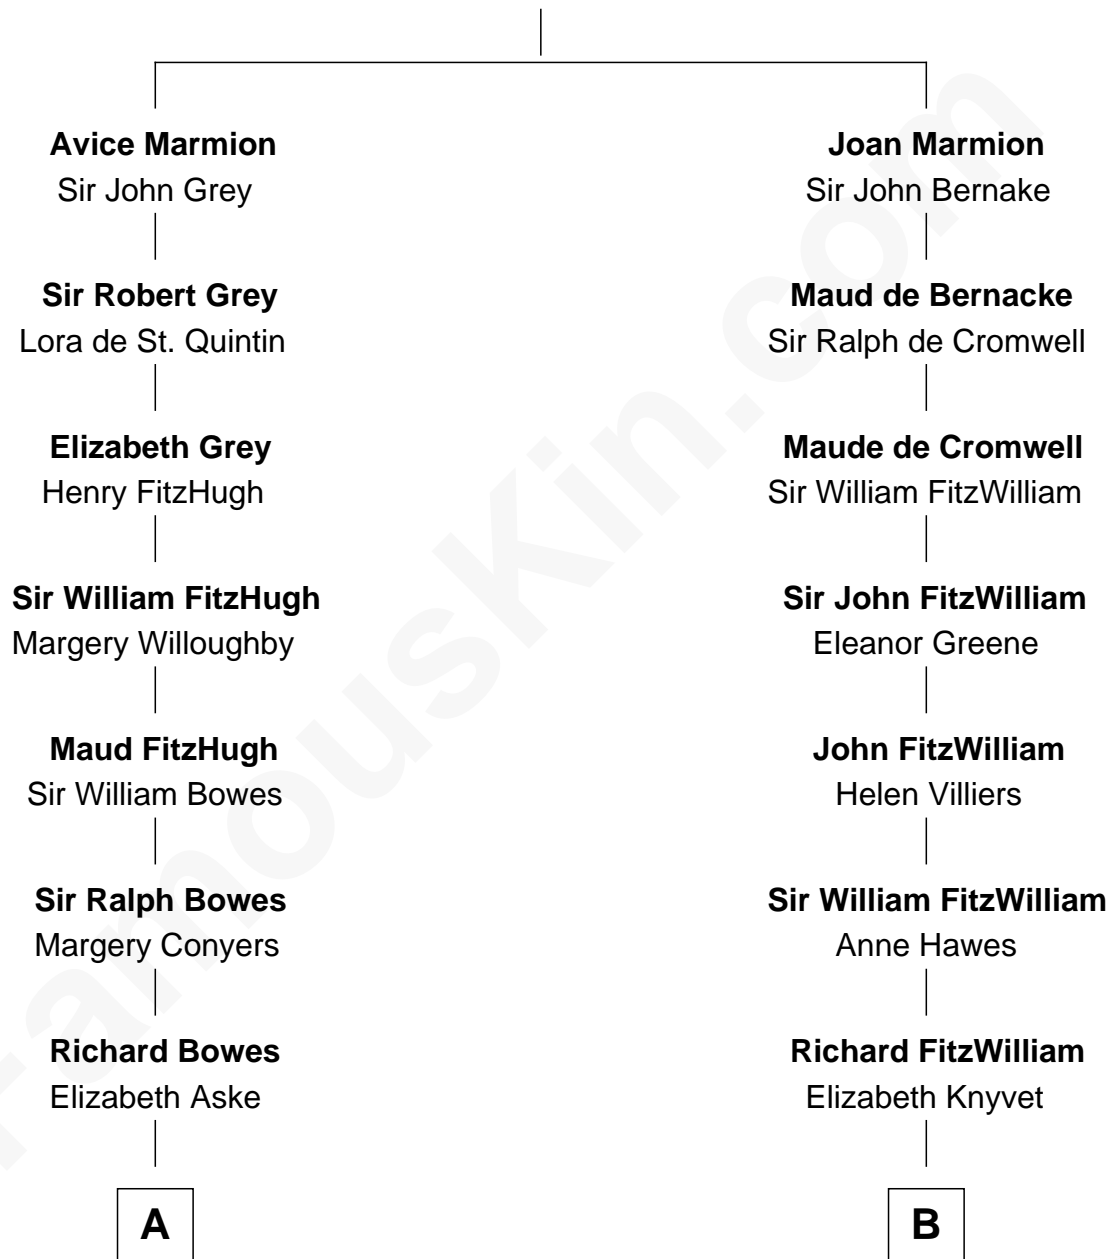 Avice Marmion
Sir John Grey
Joan Marmion
Sir John Bernake
Sir Robert Grey
Lora de St. Quintin
Maud de Bernacke
Sir Ralph de Cromwell
Elizabeth Grey
Henry FitzHugh
Maude de Cromwell
Sir William FitzWilliam
Sir William FitzHugh
Margery Willoughby
Sir John FitzWilliam
Eleanor Greene
Maud FitzHugh
Sir William Bowes
John FitzWilliam
Helen Villiers
Sir Ralph Bowes
Margery Conyers
Sir William FitzWilliam
Anne Hawes
Richard Bowes
Elizabeth Aske
Richard FitzWilliam
Elizabeth Knyvet
A
B
FamousKin.com